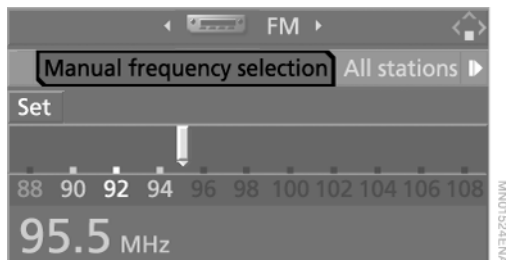 FM
Manual frequency selection All stations
Set
88 90 92 94 96 98 100 102 104 106 108
95.5 MHz
MN01524ENA